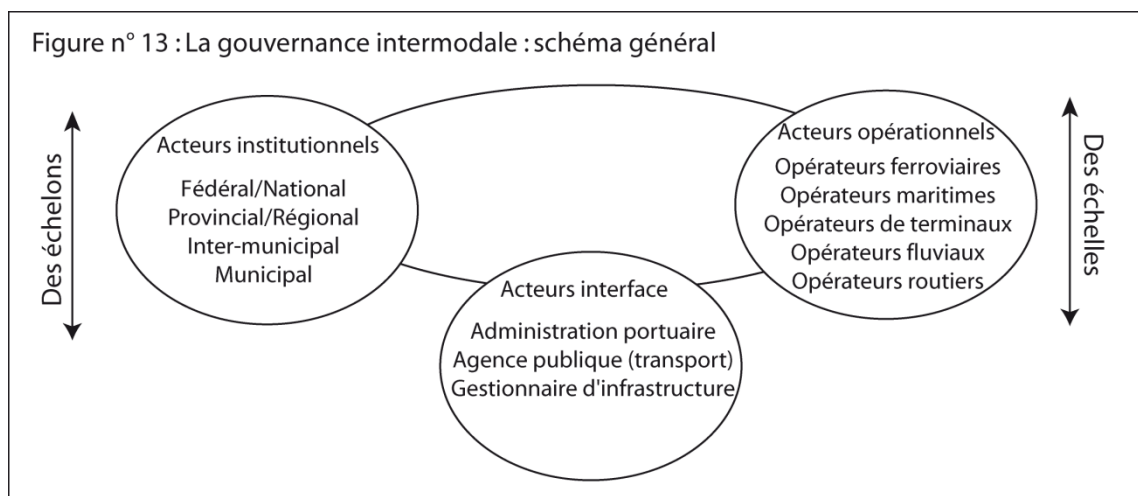 Figure n° 13 : La gouvernance intermodale : schéma général
Des échelons
Acteurs institutionnels
Fédéral/National
Provincial/Régional
Inter-municipal
Municipal
Acteurs interface
Administration portuaire
Agence publique (transport)
Gestionnaire d'infrastructure
Acteurs opérationnels
Opérateurs ferroviaires
Opérateurs maritimes
Opérateurs de terminaux
Opérateurs fluviaux
Opérateurs routiers
Des échelles